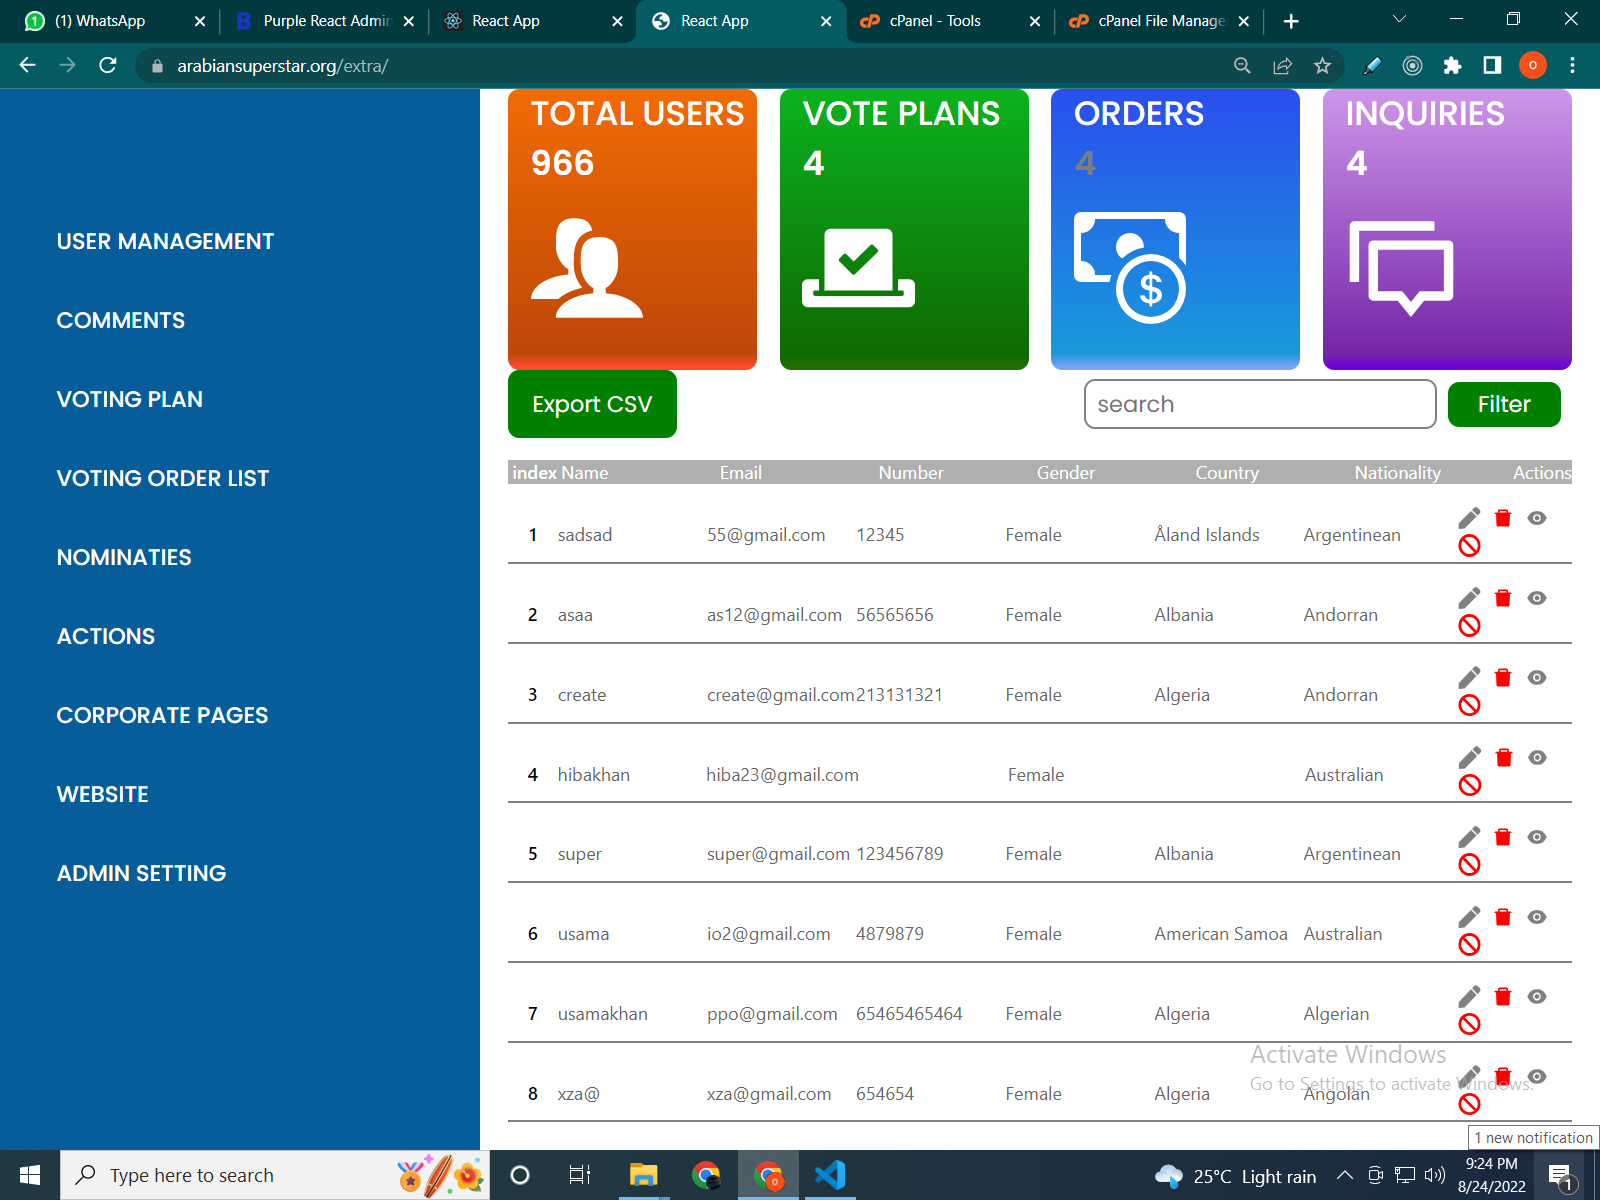 (1) WhatsApp
Purple React Admin
React App
React App
cPanel - Tools
cPanel File Manage
arabiansuperstar.org/extra/
TOTAL USERS
966
VOTE PLANS
4
ORDERS
4
INQUIRIES
4
USER MANAGEMENT
COMMENTS
VOTING PLAN
VOTING ORDER LIST
NOMINATIES
ACTIONS
CORPORATE PAGES
WEBSITE
ADMIN SETTING
Export CSV
search
Filter
index Name Email Number Gender Country Nationality Actions
1 sadsad 55@gmail.com 12345 Female Åland Islands Argentinean
2 asaa as12@gmail.com 56565656 Female Albania Andorran
3 create create@gmail.com 213131321 Female Algeria Andorran
4 hibakhan hiba23@gmail.com Female Australian
5 super super@gmail.com 123456789 Female Albania Argentinean
6 usama io2@gmail.com 4879879 Female American Samoa Australian
7 usamakhan ppo@gmail.com 65465465464 Female Algeria Algerian
8 xza@ xza@gmail.com 654654 Female Algeria Angolan
Activate Windows
Go to Settings to activate Windows.
1 new notification
Type here to search
25°C Light rain
9:24 PM
8/24/2022
1